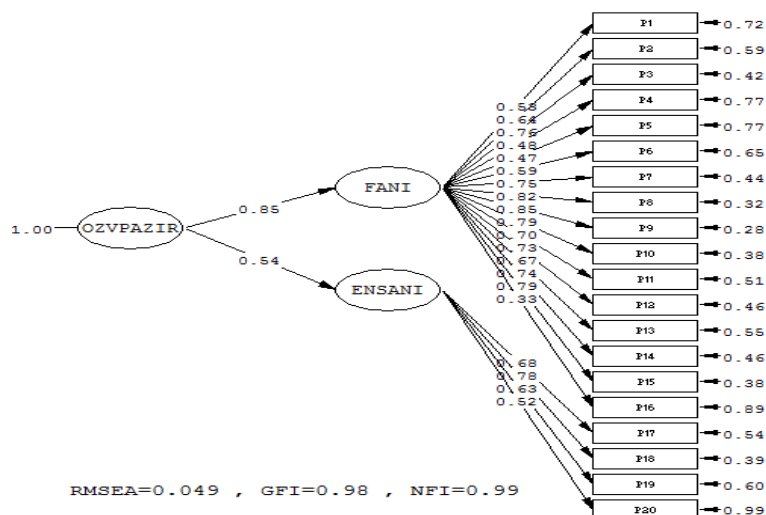 P1 0.72
P2 0.59
P3 0.42
P4 0.77
P5 0.77
P6 0.65
P7 0.44
P8 0.32
P9 0.28
P10 0.38
P11 0.51
P12 0.46
P13 0.55
P14 0.46
P15 0.38
P16 0.89
P17 0.54
P18 0.39
P19 0.60
P20 0.99
0.53
0.64
0.76
0.48
0.47
0.59
0.75
0.82
0.85
0.79
0.70
0.73
0.67
0.74
0.79
0.33
0.68
0.78
0.63
0.52
FANI
ENSANI
0.85
0.54
1.00 OZVPAZIR
RMSEA=0.049 , GFI=0.98 , NFI=0.99